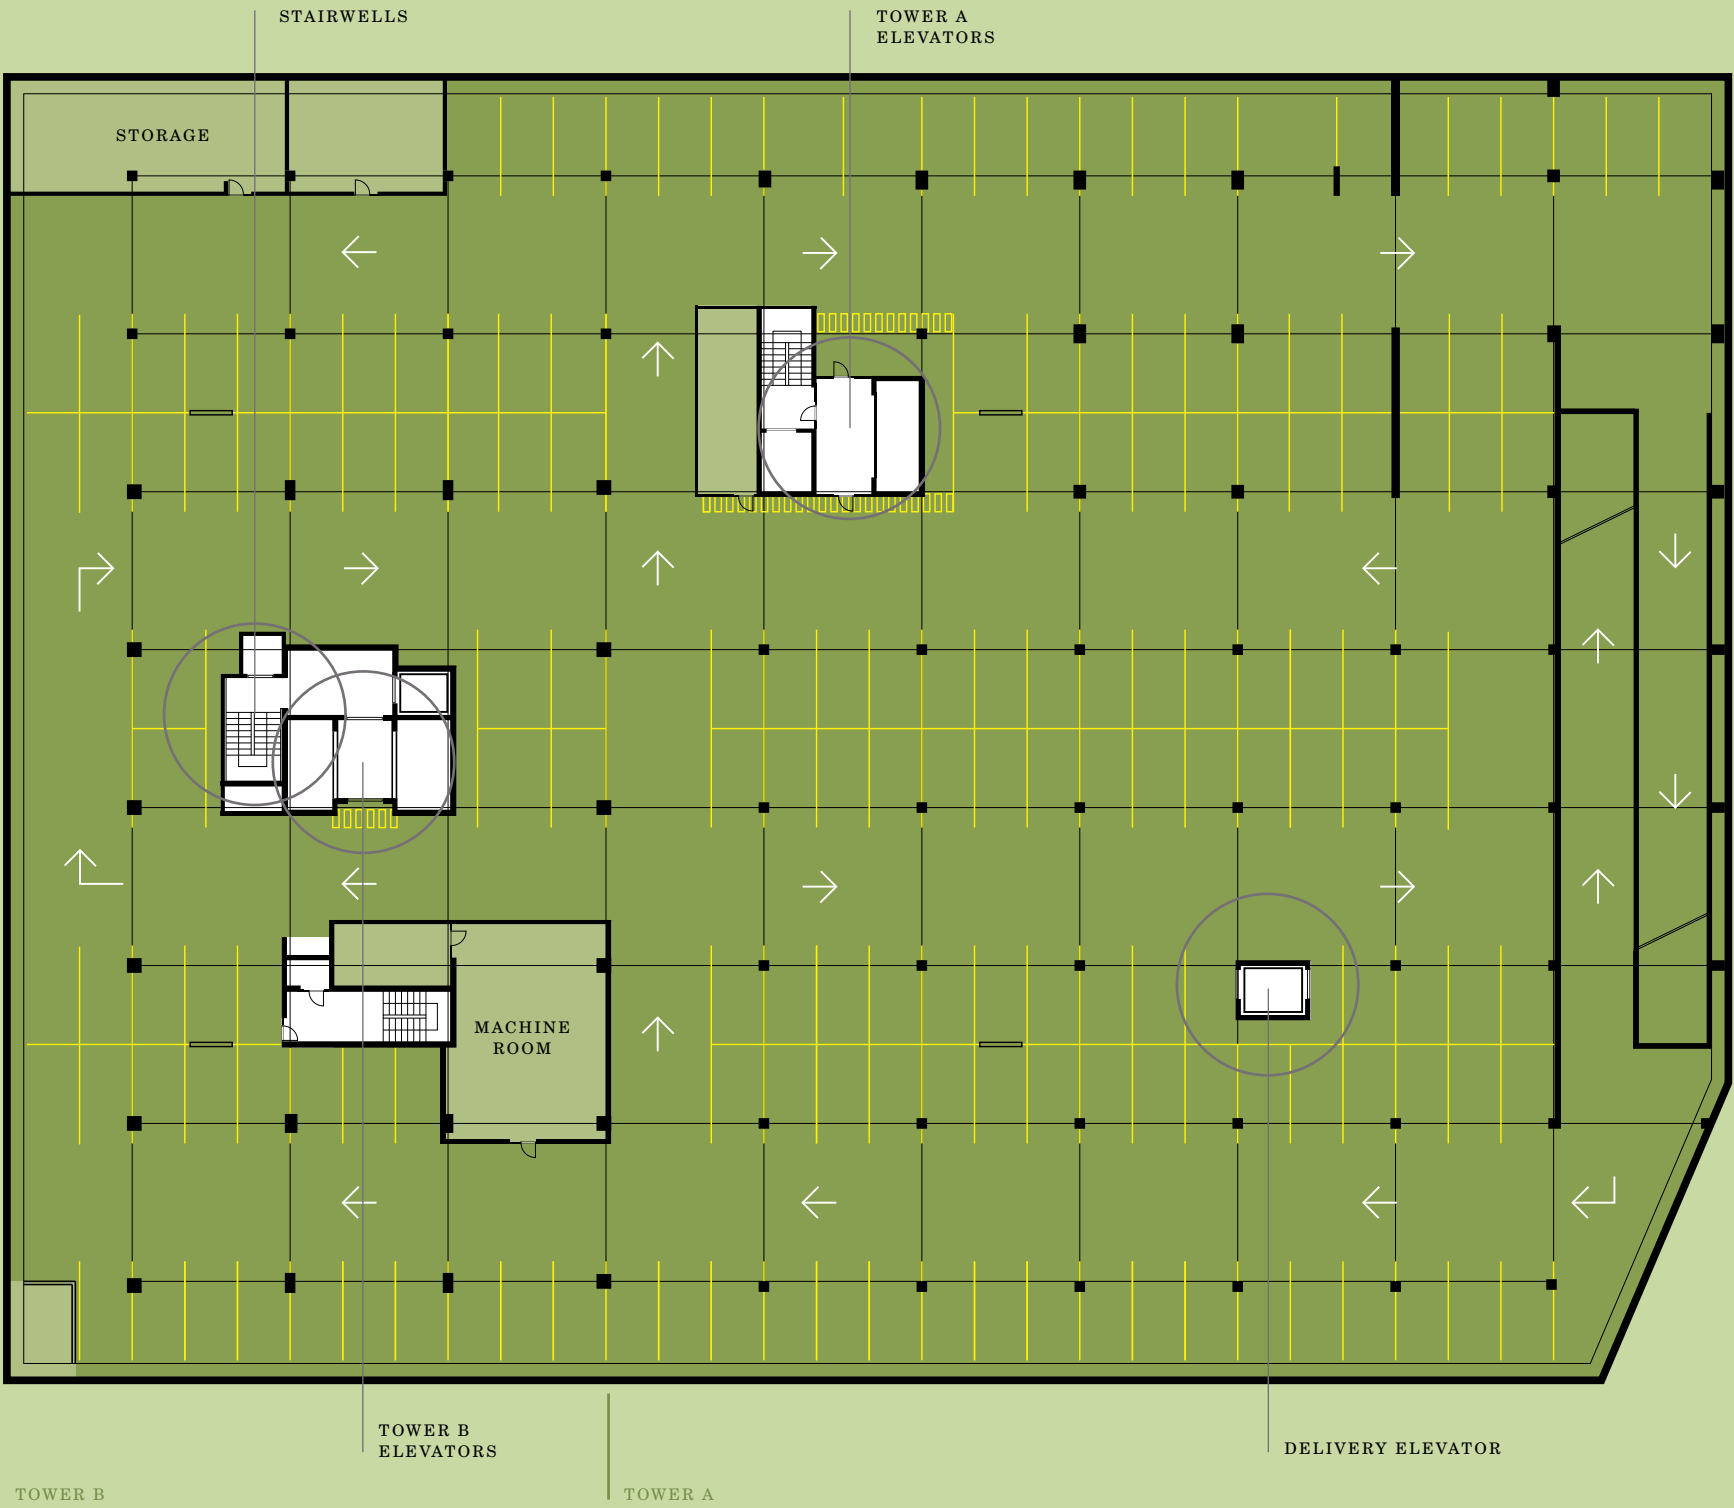 STAIRWELLS
TOWER A
ELEVATORS
STORAGE
MACHINE
ROOM
TOWER B
ELEVATORS
DELIVERY ELEVATOR
TOWER B
TOWER A